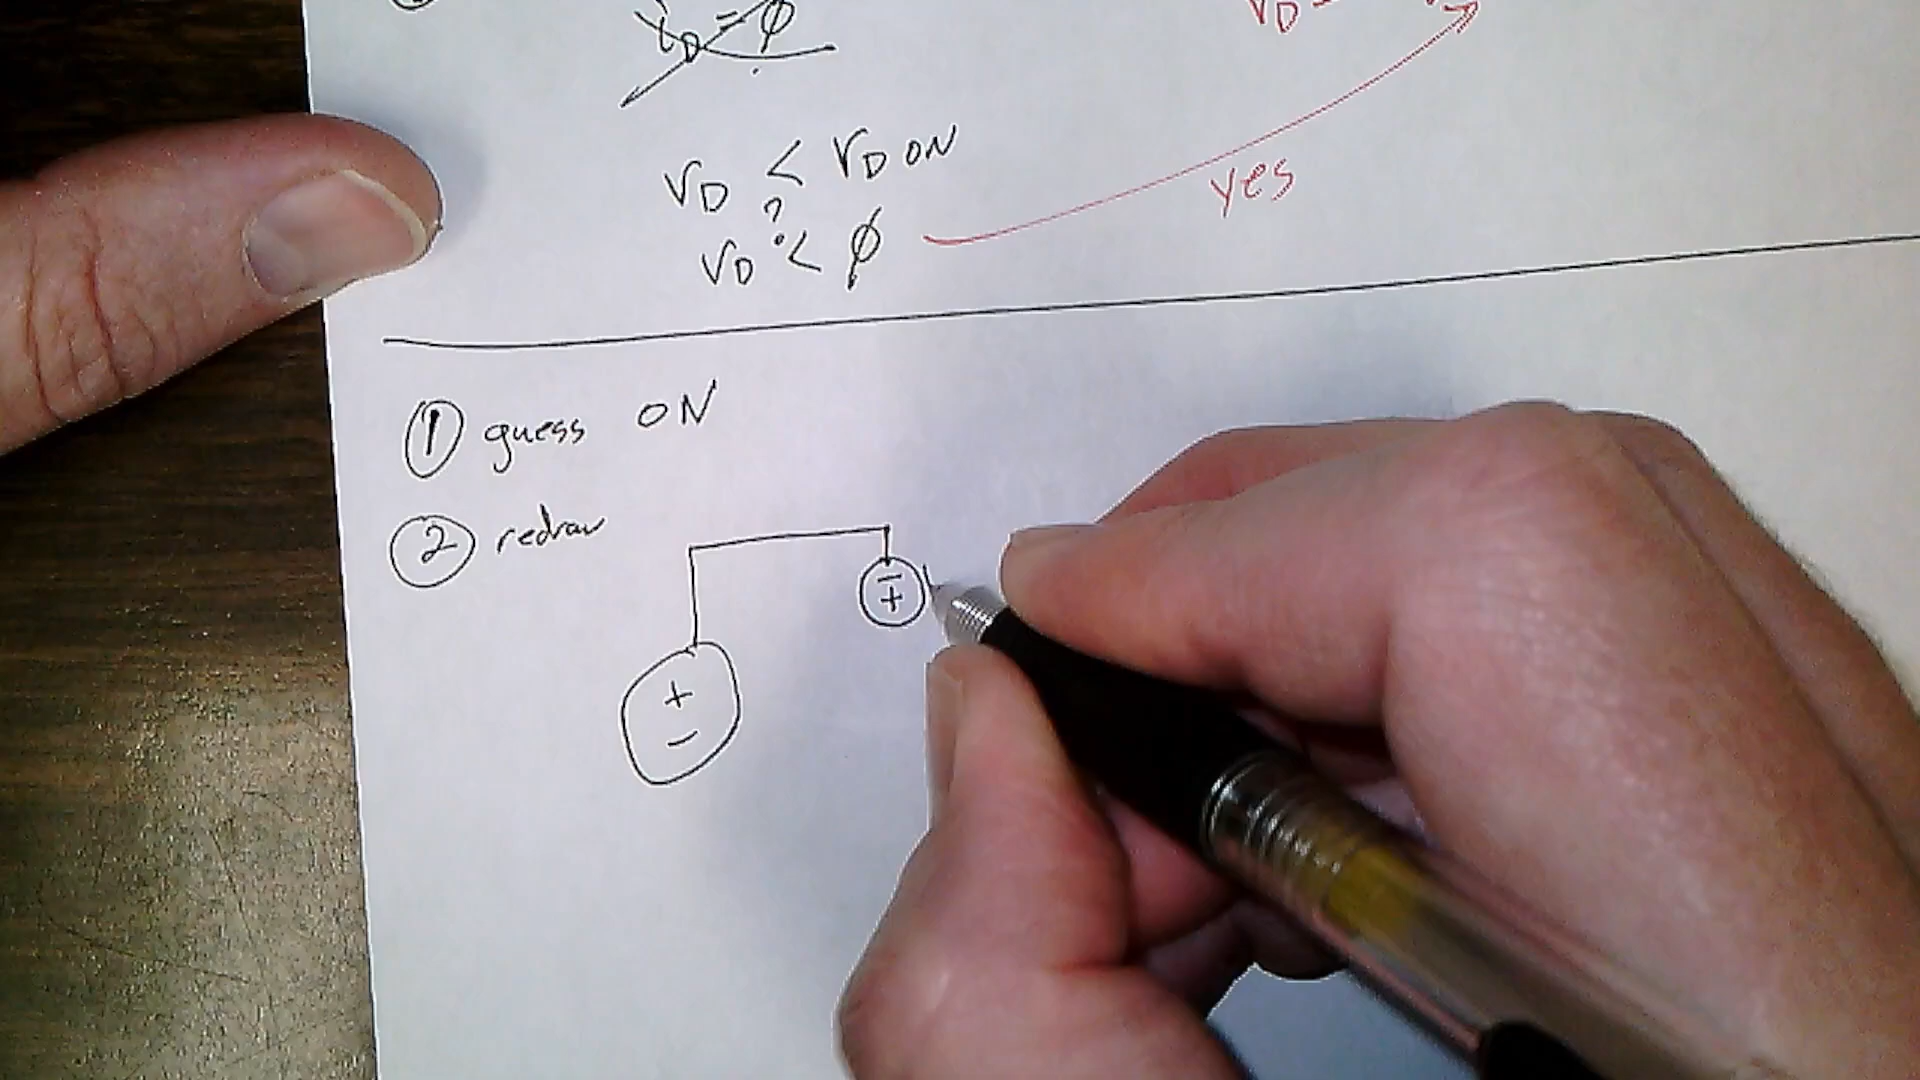 iD = ϕ
VD
VD < VD ON
?
VD < ϕ
yes
① guess ON
② redraw
− +
+ −